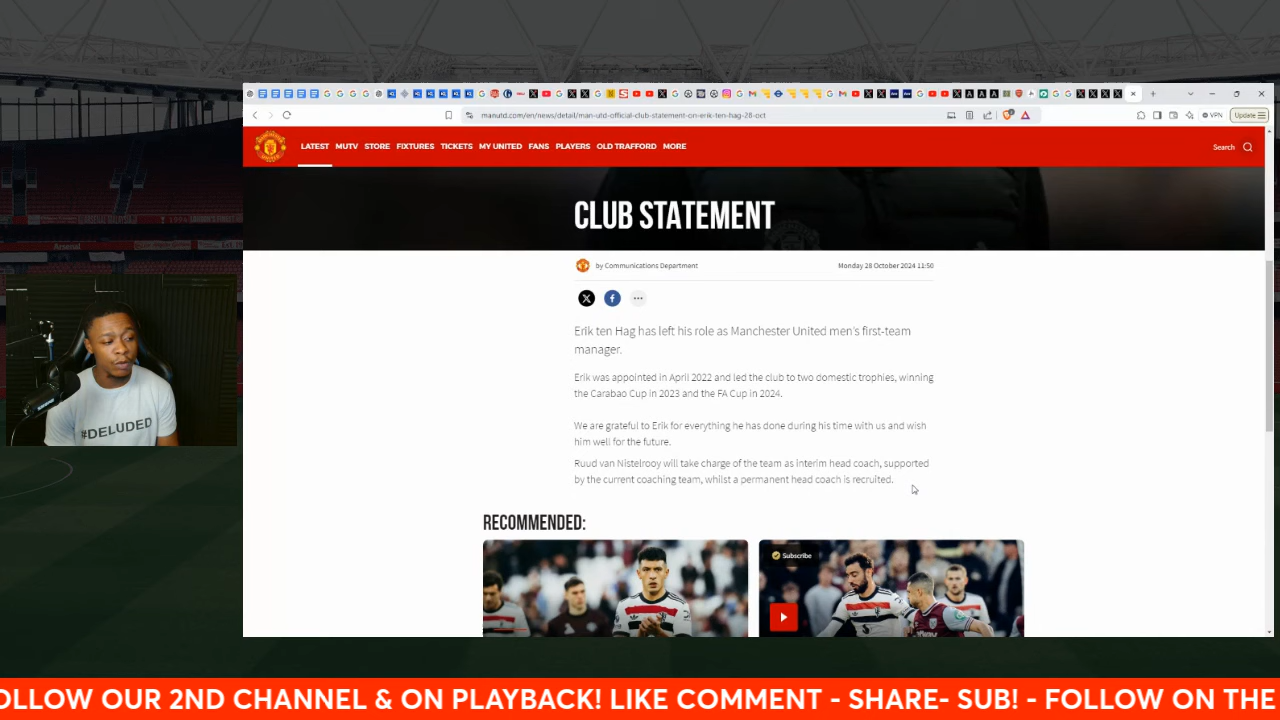 manutd.com/en/news/detail/man-utd-official-club-statement-on-erik-ten-hag-28-oct
VPN
Update
LATEST MUTV STORE FIXTURES TICKETS MY UNITED FANS PLAYERS OLD TRAFFORD MORE
Search
CLUB STATEMENT
by Communications Department
Monday 28 October 2024 11:50
Erik ten Hag has left his role as Manchester United men's first-team
manager.
Erik was appointed in April 2022 and led the club to two domestic trophies, winning
the Carabao Cup in 2023 and the FA Cup in 2024.
We are grateful to Erik for everything he has done during his time with us and wish
him well for the future.
Ruud van Nistelrooy will take charge of the team as interim head coach, supported
by the current coaching team, whilst a permanent head coach is recruited.
RECOMMENDED:
Subscribe
Arsenal
#DELUDED
OLLOW OUR 2ND CHANNEL & ON PLAYBACK! LIKE COMMENT - SHARE- SUB! - FOLLOW ON THE